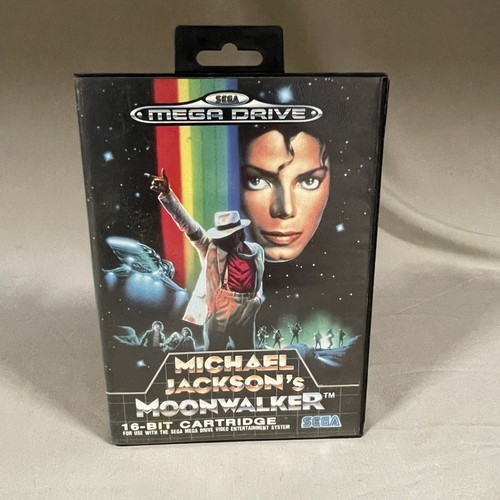 SEGA
MEGA DRIVE
MICHAEL
JACKSON's
MOONWALKER™
16-BIT CARTRIDGE
FOR USE WITH THE SEGA MEGA DRIVE VIDEO ENTERTAINMENT SYSTEM
SEGA